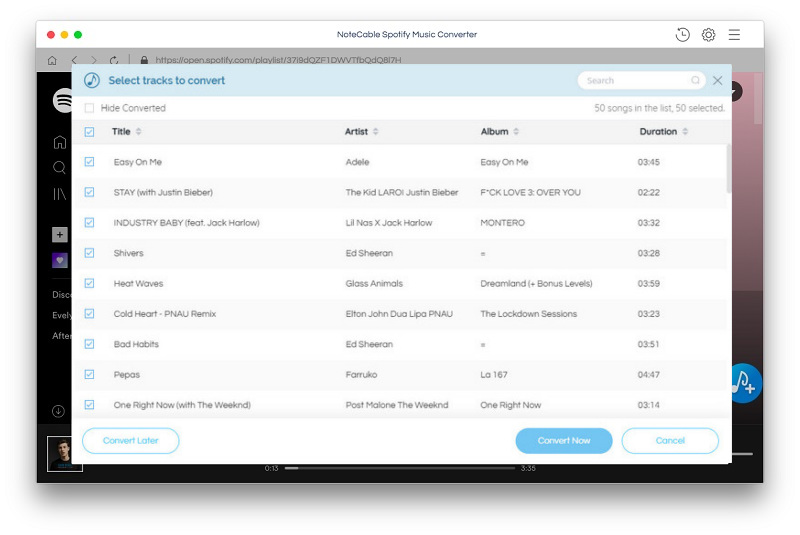 NoteCable Spotify Music Converter
https://open.spotify.com/playlist/37i9dQZF1DWVTfbQdQ8l7H
Select tracks to convert
Search
Hide Converted
50 songs in the list, 50 selected.
Title Artist Album Duration
Easy On Me Adele Easy On Me 03:45
STAY (with Justin Bieber) The Kid LAROI Justin Bieber F*CK LOVE 3: OVER YOU 02:22
INDUSTRY BABY (feat. Jack Harlow) Lil Nas X Jack Harlow MONTERO 03:32
Shivers Ed Sheeran = 03:28
Heat Waves Glass Animals Dreamland (+ Bonus Levels) 03:59
Cold Heart - PNAU Remix Elton John Dua Lipa PNAU The Lockdown Sessions 03:23
Bad Habits Ed Sheeran = 03:51
Pepas Farruko La 167 04:47
One Right Now (with The Weeknd) Post Malone The Weeknd One Right Now 03:14
Disco
Evely
After
Convert Later
Convert Now
Cancel
0:13
3:35